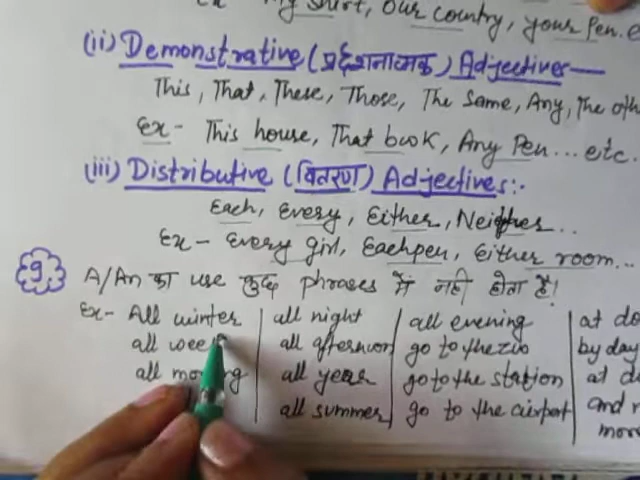 My Shirt, Our Country, your Pen.
(ii) Demonstrative (प्रदर्शनात्मक) Adjectives—
This, That, These, Those, The Same, Any, The oth
Ex- This house, That book, Any Pen... etc.
(iii) Distributive (वितरण) Adjectives:-
Each, Every, Either, Neither..
Ex- Every girl, Each pen, Either room...
9 A/An का use कुछ phrases में नही होता है!
Ex- All winter | all night | all evening | at d
all week | all afternoon | go to the zoo | by day
all morning | all year | go to the station | at d
all summer | go to the airport | and n
mor